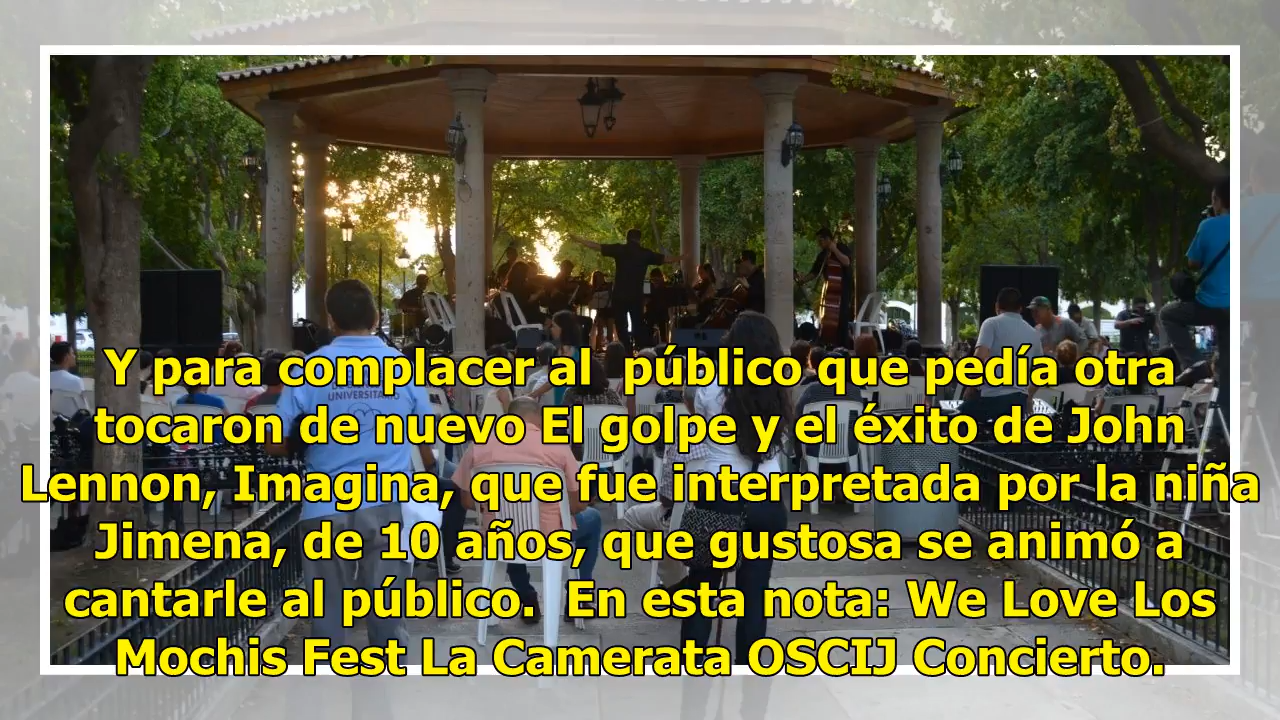 UNIVERSITARIO
Y para complacer al público que pedía otra
tocaron de nuevo El golpe y el éxito de John
Lennon, Imagina, que fue interpretada por la niña
Jimena, de 10 años, que gustosa se animó a
cantarle al público. En esta nota: We Love Los
Mochis Fest La Camerata OSCIJ Concierto.